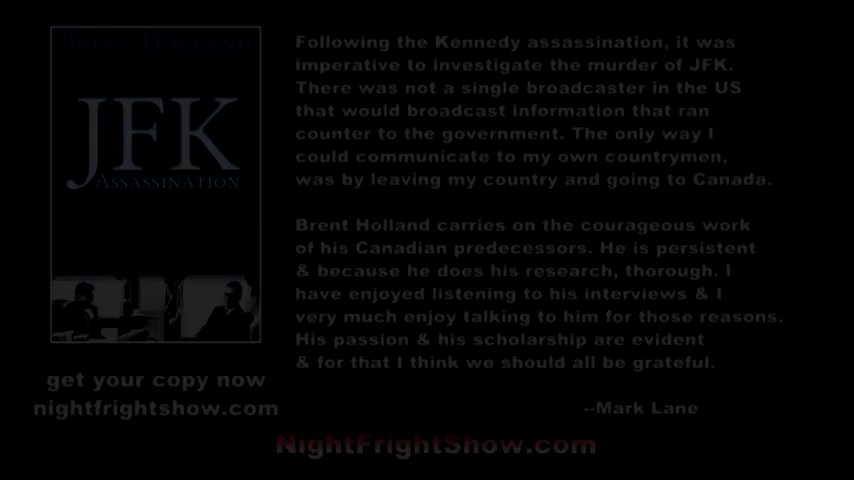 BRENT HOLLAND
JFK
ASSASSINATION
get your copy now
nightfrightshow.com
Following the Kennedy assassination, it was
imperative to investigate the murder of JFK.
There was not a single broadcaster in the US
that would broadcast information that ran
counter to the government. The only way I
could communicate to my own countrymen,
was by leaving my country and going to Canada.
Brent Holland carries on the courageous work
of his Canadian predecessors. He is persistent
& because he does his research, thorough. I
have enjoyed listening to his interviews & I
very much enjoy talking to him for those reasons.
His passion & his scholarship are evident
& for that I think we should all be grateful.
--Mark Lane
NightFrightShow.com